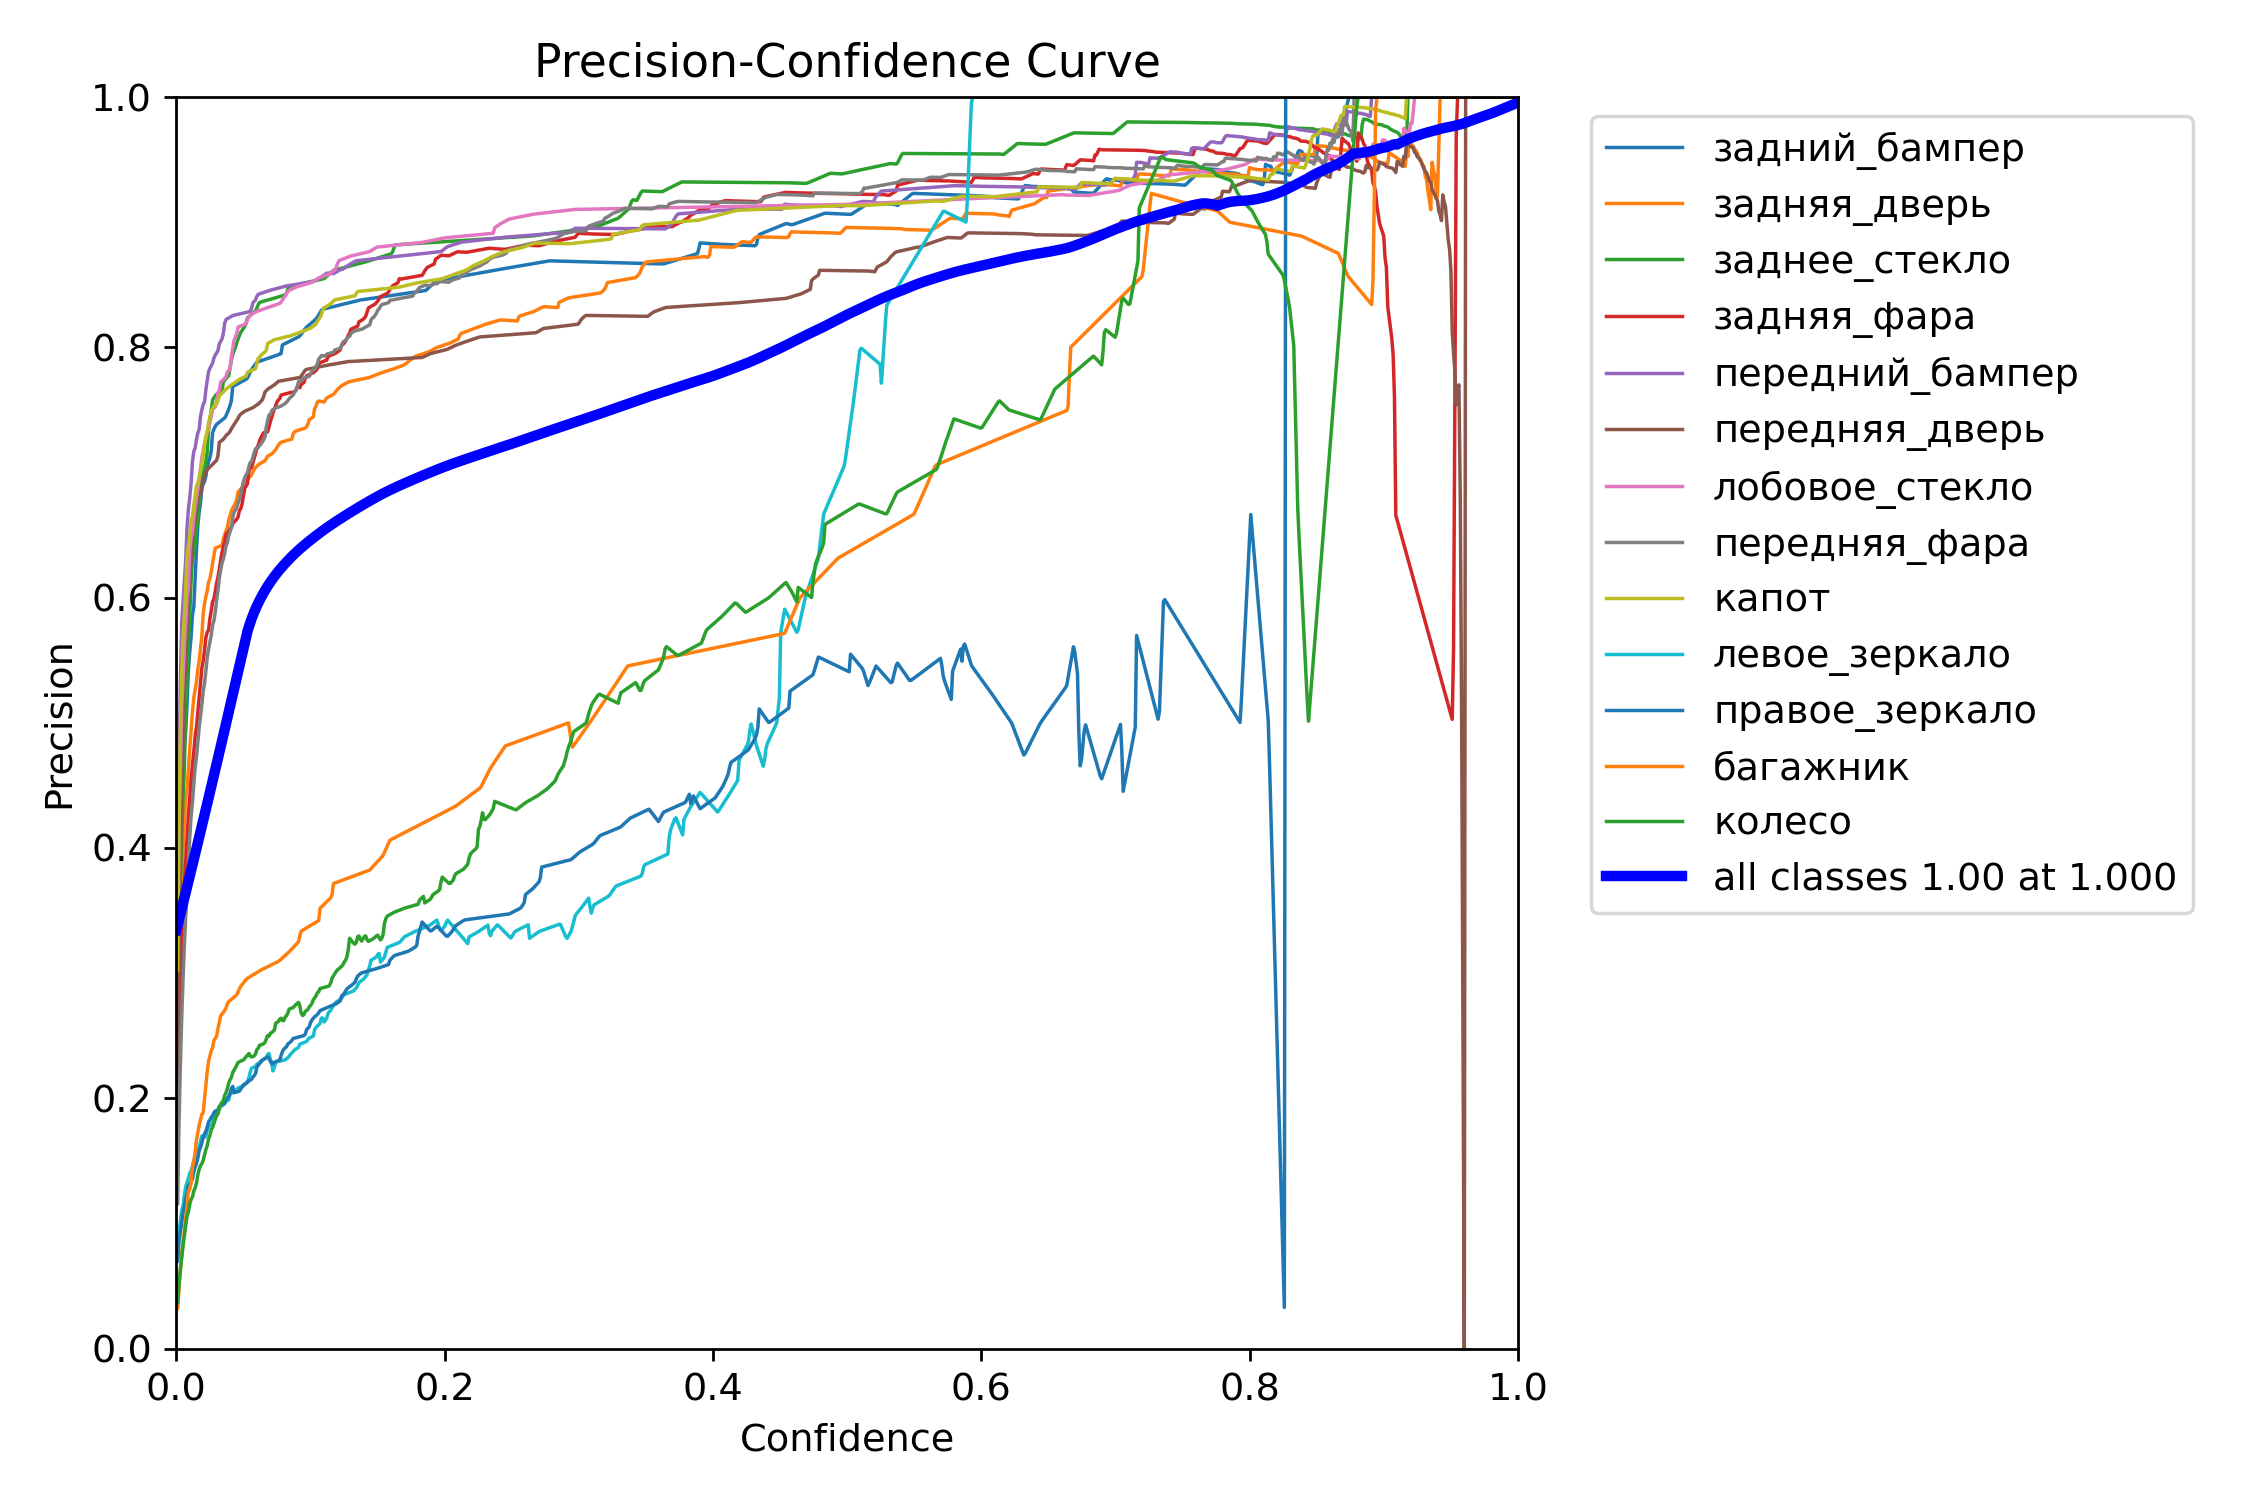 Precision-Confidence Curve
1.0
0.8
0.6
0.4
0.2
0.0
Precision
0.0 0.2 0.4 0.6 0.8 1.0
Confidence
задний_бампер
задняя_дверь
заднее_стекло
задняя_фара
передний_бампер
передняя_дверь
лобовое_стекло
передняя_фара
капот
левое_зеркало
правое_зеркало
багажник
колесо
all classes 1.00 at 1.000